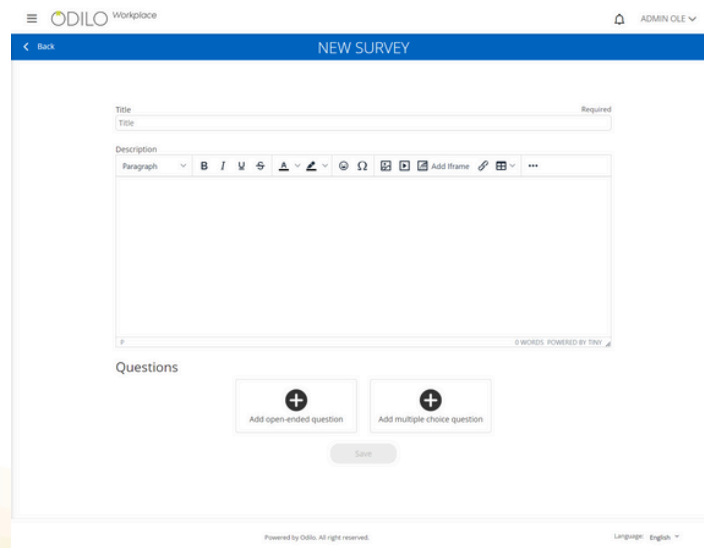 ODILO Workplace
ADMIN OLE
Back
NEW SURVEY
Title
Required
Title
Description
Paragraph B I U S A Ω Add Iframe
P
0 WORDS POWERED BY TINY
Questions
Add open-ended question
Add multiple choice question
Save
Powered by Odilo. All right reserved.
Language: English